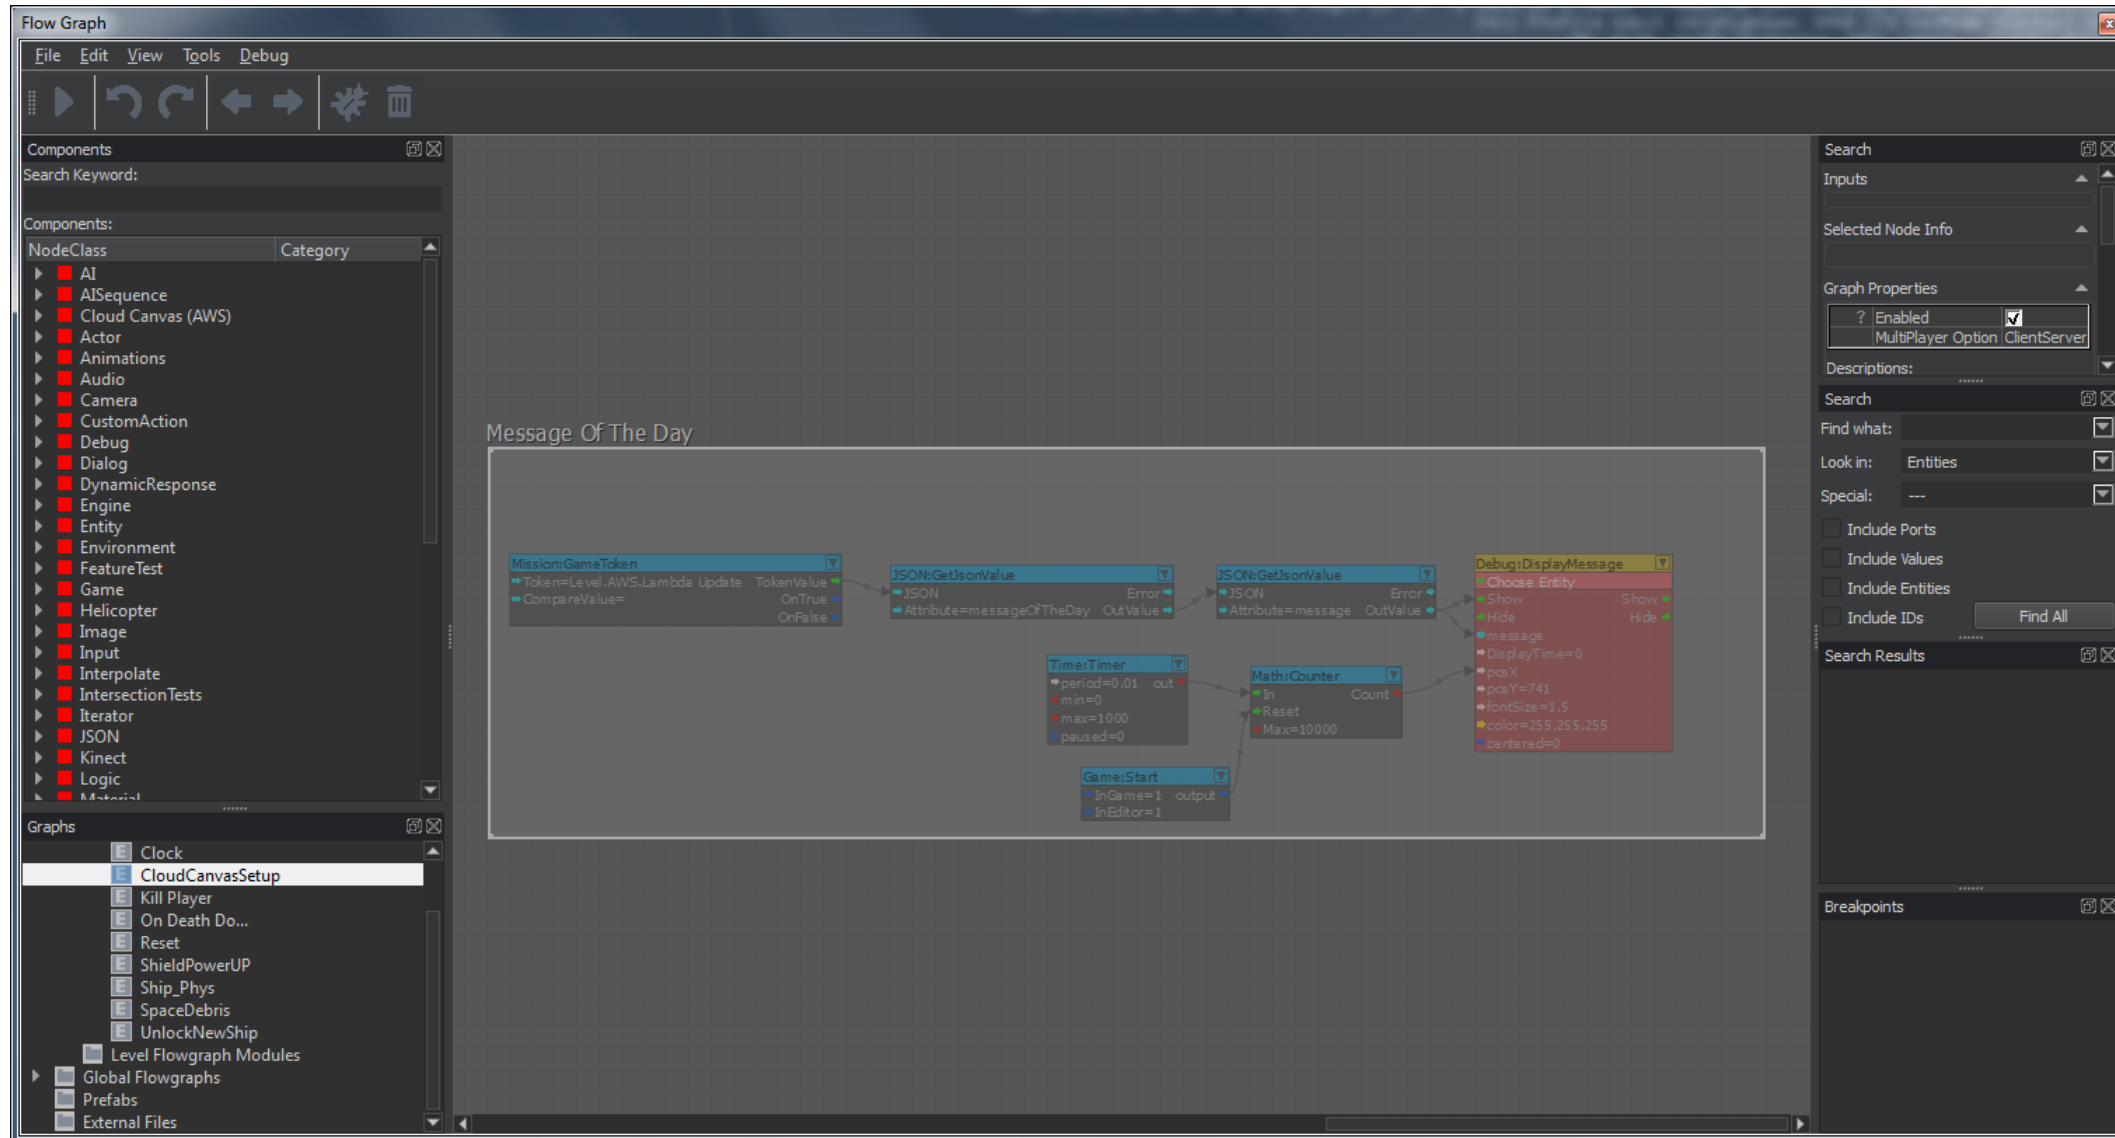 Flow Graph
File Edit View Tools Debug
Components
Search Keyword:
Components:
NodeClass Category
AI
AISequence
Cloud Canvas (AWS)
Actor
Animations
Audio
Camera
CustomAction
Debug
Dialog
DynamicResponse
Engine
Entity
Environment
FeatureTest
Game
Helicopter
Image
Input
Interpolate
IntersectionTests
Iterator
JSON
Kinect
Logic
Material
Graphs
E Clock
E CloudCanvasSetup
E Kill Player
E On Death Do...
E Reset
E ShieldPowerUP
E Ship_Phys
E SpaceDebris
E UnlockNewShip
Level Flowgraph Modules
Global Flowgraphs
Prefabs
External Files
Message Of The Day
Mission:GameToken
Token=Level.AWS.Lambda Update TokenValue
CompareValue= OnTrue
OnFalse
JSON:GetJsonValue
JSON Error
Attribute=messageOfTheDay OutValue
JSON:GetJsonValue
JSON Error
Attribute=message OutValue
Debug:DisplayMessage
Choose Entity
Show Show
Hide Hide
message
DisplayTime=0
posX
posY=741
fontSize=1.5
color=255,255,255
centered=0
Time:Timer
period=0.01 out
min=0
max=1000
paused=0
Math:Counter
In Count
Reset
Max=10000
Game:Start
InGame=1 output
InEditor=1
Search
Inputs
Selected Node Info
Graph Properties
? Enabled
MultiPlayer Option ClientServer
Descriptions:
Search
Find what:
Look in: Entities
Special: ---
Include Ports
Include Values
Include Entities
Include IDs Find All
Search Results
Breakpoints